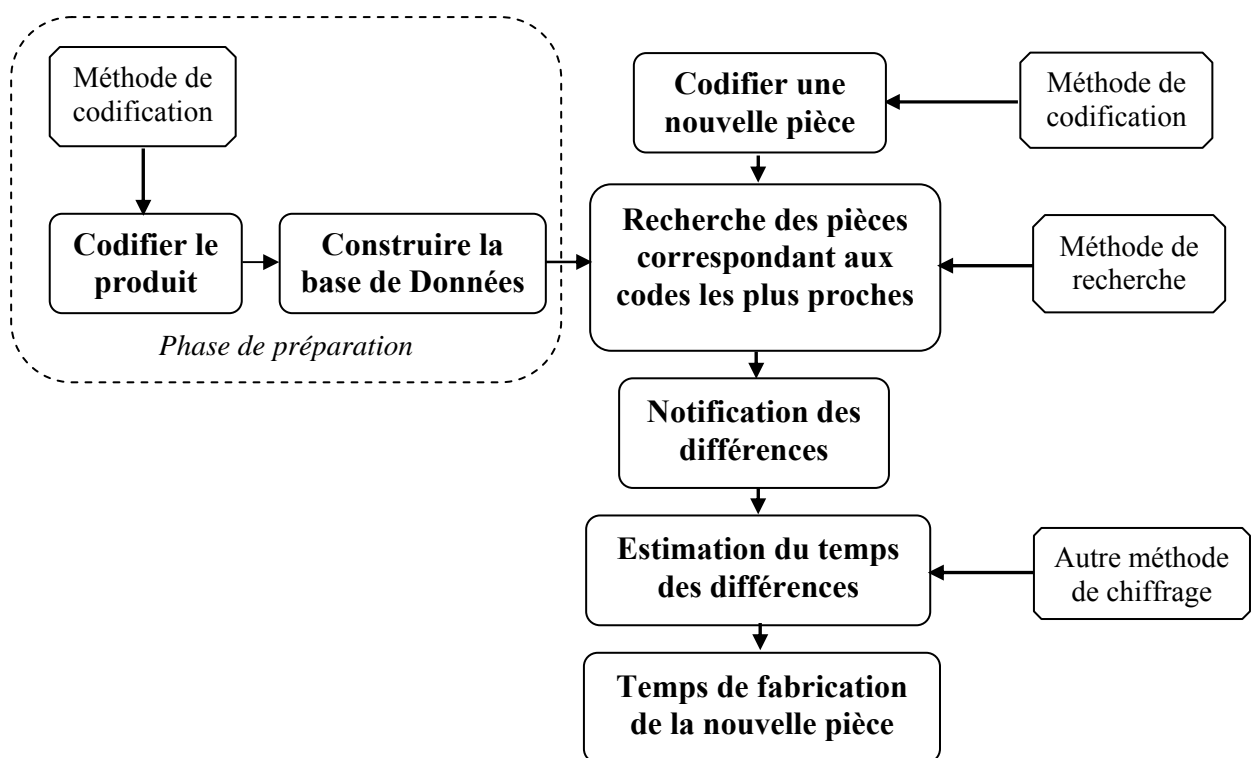 Méthode de
codification
Codifier le
produit
Construire la
base de Données
Phase de préparation
Codifier une
nouvelle pièce
Méthode de
codification
Recherche des pièces
correspondant aux
codes les plus proches
Méthode de
recherche
Notification des
différences
Estimation du temps
des différences
Autre méthode
de chiffrage
Temps de fabrication
de la nouvelle pièce